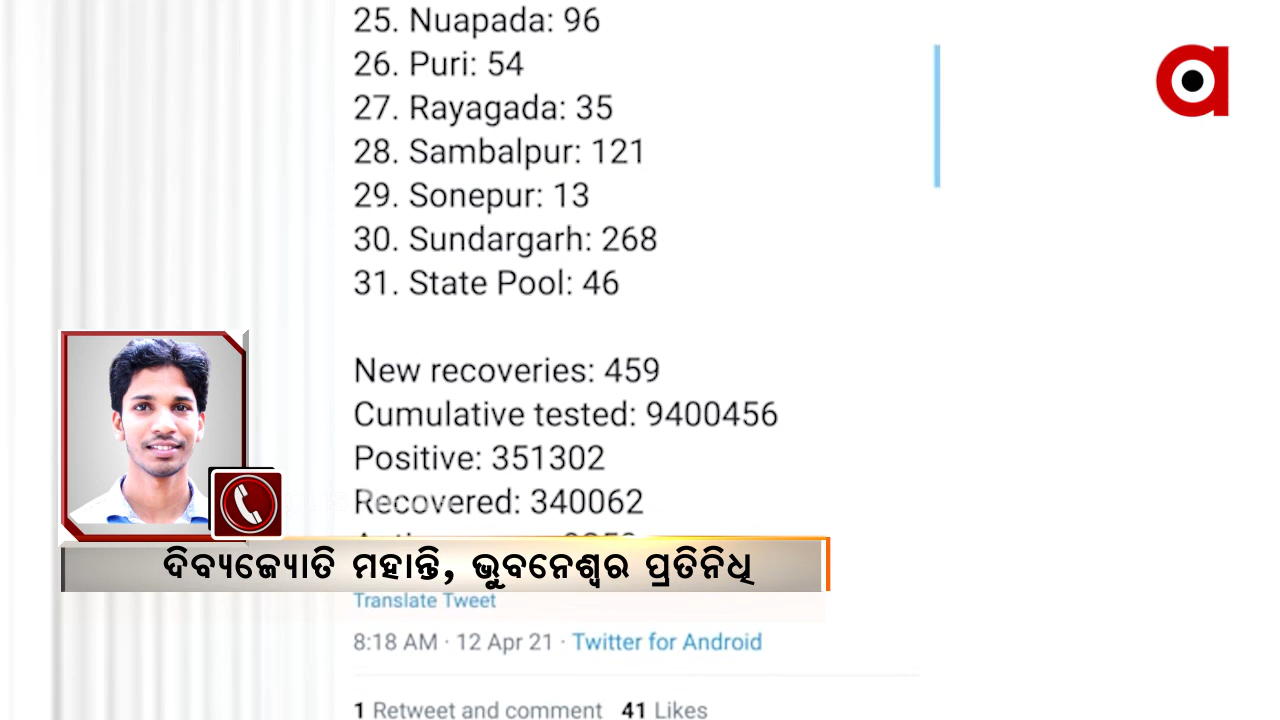 25. Nuapada: 96
26. Puri: 54
27. Rayagada: 35
28. Sambalpur: 121
29. Sonepur: 13
30. Sundargarh: 268
31. State Pool: 46
New recoveries: 459
Cumulative tested: 9400456
Positive: 351302
Recovered: 340062
ଦିବ୍ୟଜ୍ୟୋତି ମହାନ୍ତି, ଭୁବନେଶ୍ୱର ପ୍ରତିନିଧି
Translate Tweet
8:18 AM · 12 Apr 21 · Twitter for Android
1 Retweet and comment 41 Likes